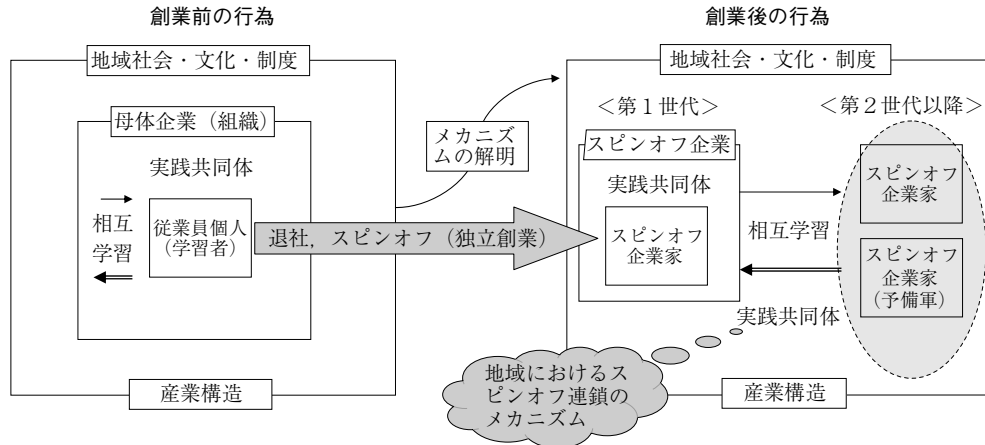 創業前の行為
地域社会・文化・制度
母体企業（組織）
実践共同体
相互
学習
従業員個人
（学習者）
退社，スピンオフ（独立創業）
産業構造
メカニズ
ムの解明
創業後の行為
地域社会・文化・制度
＜第１世代＞
＜第２世代以降＞
スピンオフ企業
実践共同体
スピンオフ
企業家
相互学習
スピンオフ
企業家
スピンオフ
企業家
（予備軍）
実践共同体
地域におけるス
ピンオフ連鎖の
メカニズム
産業構造